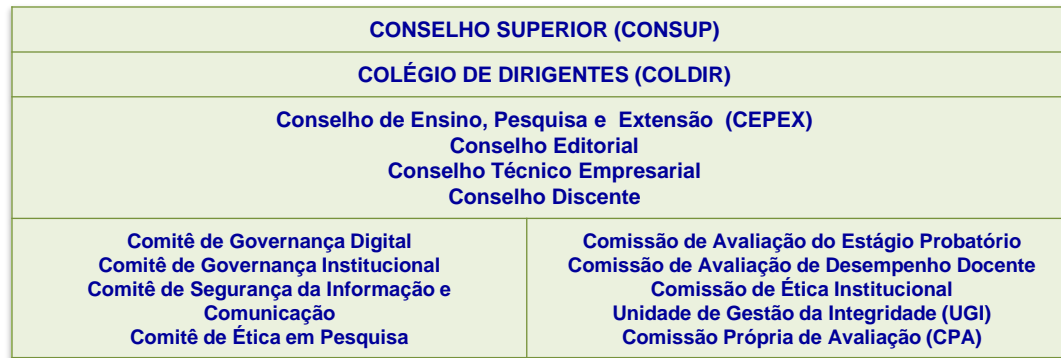 CONSELHO SUPERIOR (CONSUP)
COLÉGIO DE DIRIGENTES (COLDIR)
Conselho de Ensino, Pesquisa e Extensão (CEPEX)
Conselho Editorial
Conselho Técnico Empresarial
Conselho Discente
Comitê de Governança Digital
Comitê de Governança Institucional
Comitê de Segurança da Informação e
Comunicação
Comitê de Ética em Pesquisa
Comissão de Avaliação do Estágio Probatório
Comissão de Avaliação de Desempenho Docente
Comissão de Ética Institucional
Unidade de Gestão da Integridade (UGI)
Comissão Própria de Avaliação (CPA)